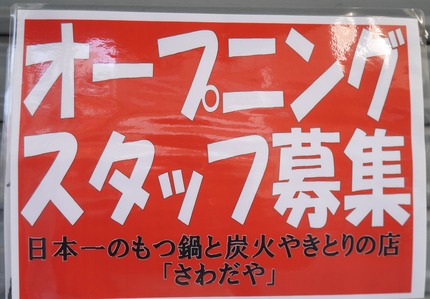 オープニング
スタッフ募集
日本一のもつ鍋と炭火やきとりの店
「さわだや」